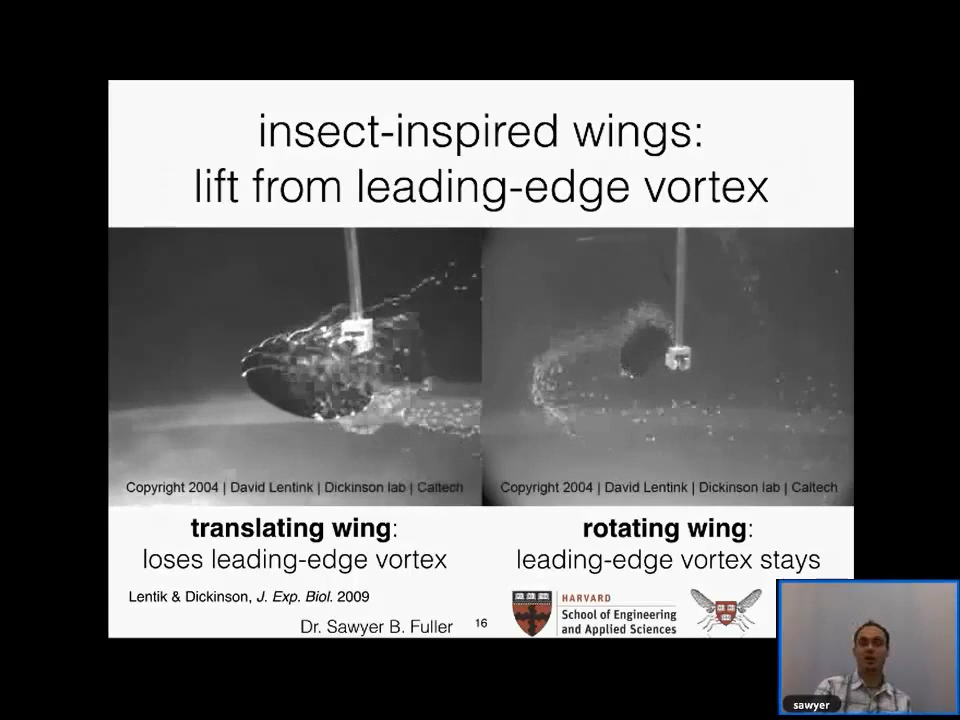 insect-inspired wings:
lift from leading-edge vortex
Copyright 2004 | David Lentink | Dickinson lab | Caltech
Copyright 2004 | David Lentink | Dickinson lab | Caltech
translating wing:
loses leading-edge vortex
rotating wing:
leading-edge vortex stays
Lentik & Dickinson, J. Exp. Biol. 2009
Dr. Sawyer B. Fuller
16
HARVARD
School of Engineering
and Applied Sciences
sawyer